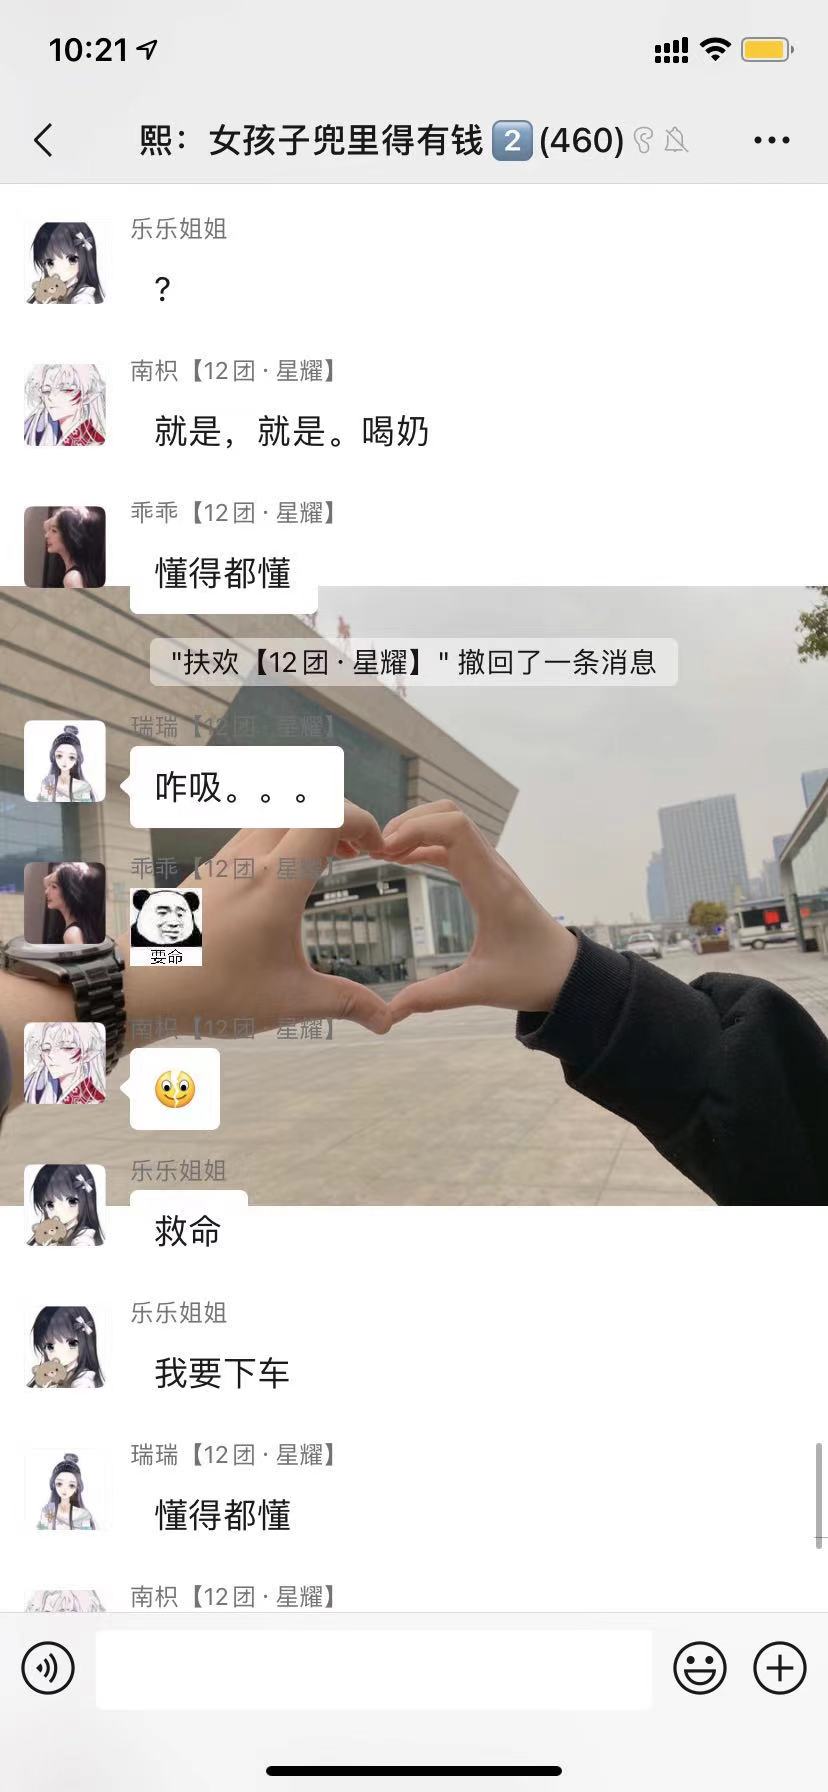 10:21
熙：女孩子兜里得有钱2(460)
乐乐姐姐
？
南枳【12团·星耀】
就是，就是。喝奶
乖乖【12团·星耀】
懂得都懂
"扶欢【12团·星耀】" 撤回了一条消息
瑞瑞【12团·星耀】
咋吸。。。
乖乖【12团·星耀】
耍命
南枳【12团·星耀】
乐乐姐姐
救命
乐乐姐姐
我要下车
瑞瑞【12团·星耀】
懂得都懂
南枳【12团·星耀】